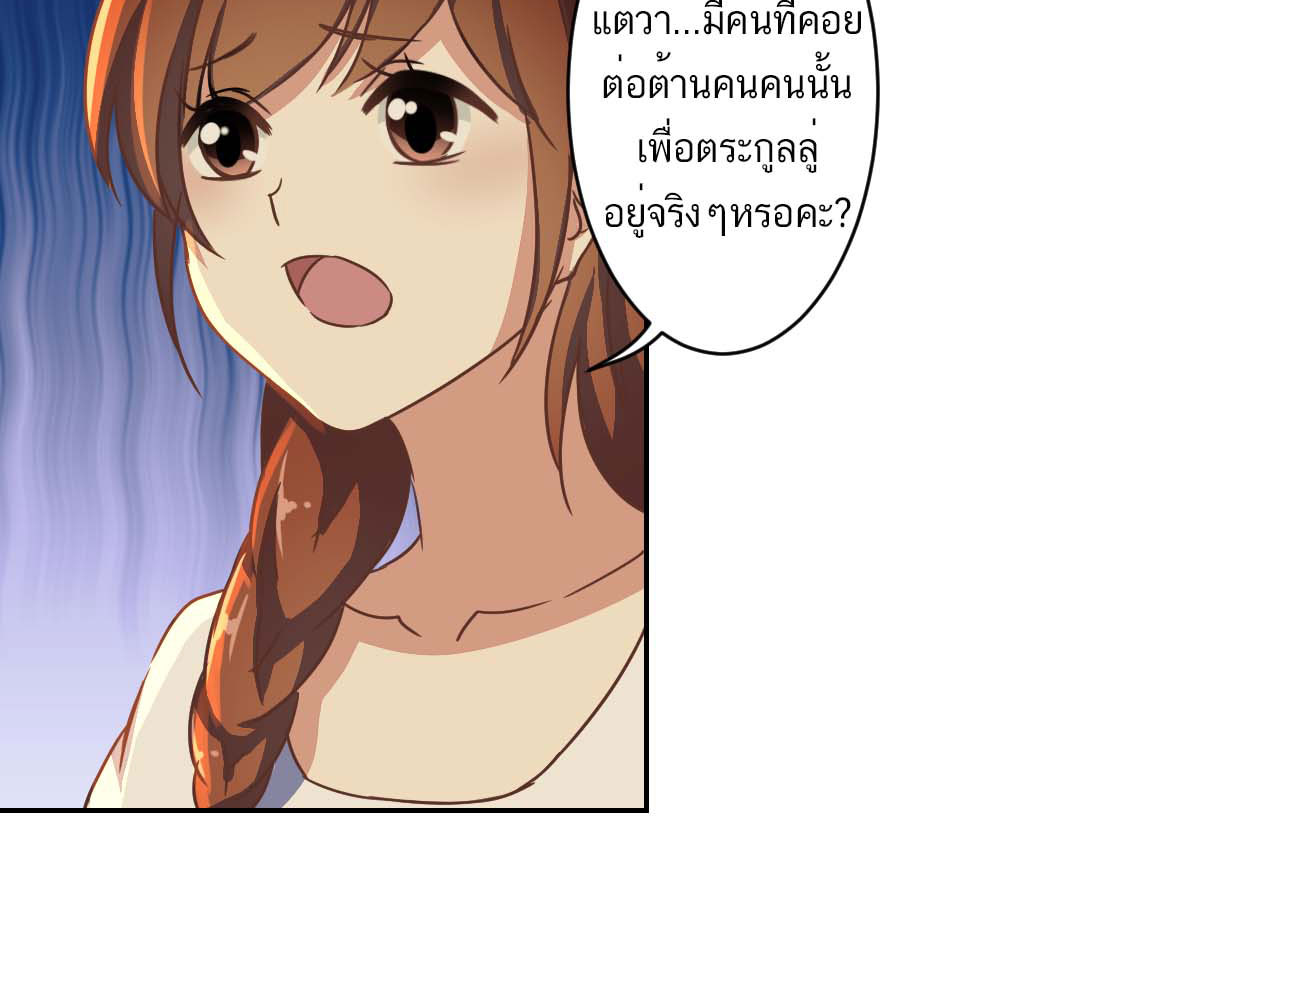 แต่ว่า...มีคนที่คอย
ต่อต้านคนคนนั้น
เพื่อตระกูลลู่
อยู่จริง ๆหรอคะ?